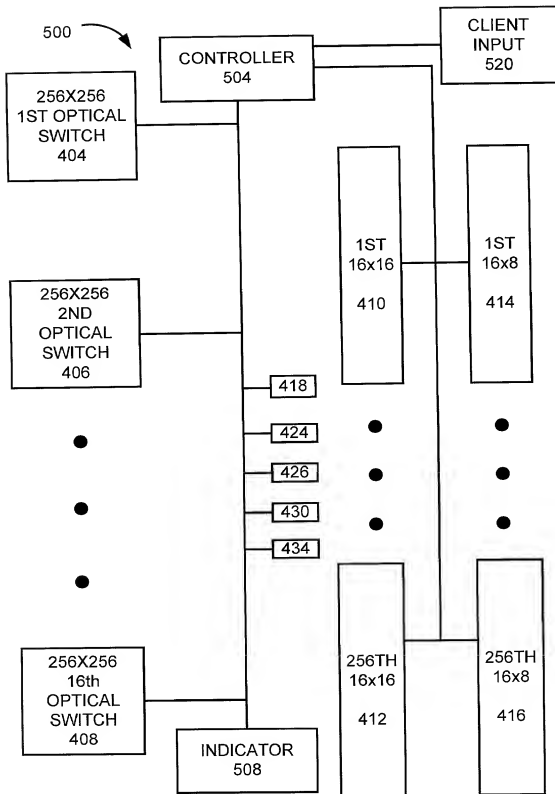 500
CONTROLLER
504
CLIENT
INPUT
520
256X256
1ST OPTICAL
SWITCH
404
1ST
16x16
410
1ST
16x8
414
256X256
2ND
OPTICAL
SWITCH
406
418
424
426
430
434
256X256
16th
OPTICAL
SWITCH
408
256TH
16x16
412
256TH
16x8
416
INDICATOR
508